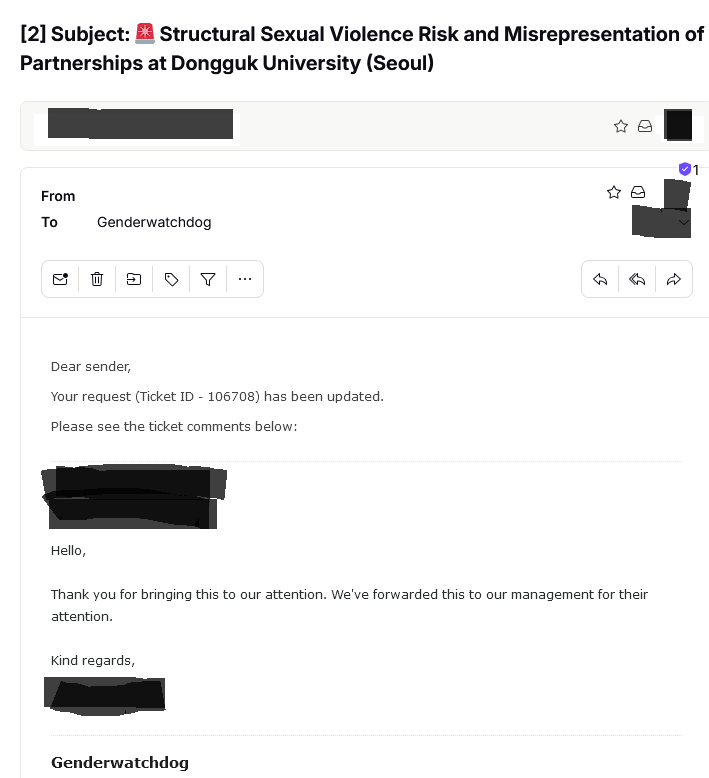 [2] Subject: 🚨 Structural Sexual Violence Risk and Misrepresentation of
Partnerships at Dongguk University (Seoul)
1
From
To Genderwatchdog
Dear sender,
Your request (Ticket ID - 106708) has been updated.
Please see the ticket comments below:
Hello,
Thank you for bringing this to our attention. We've forwarded this to our management for their
attention.
Kind regards,
Genderwatchdog